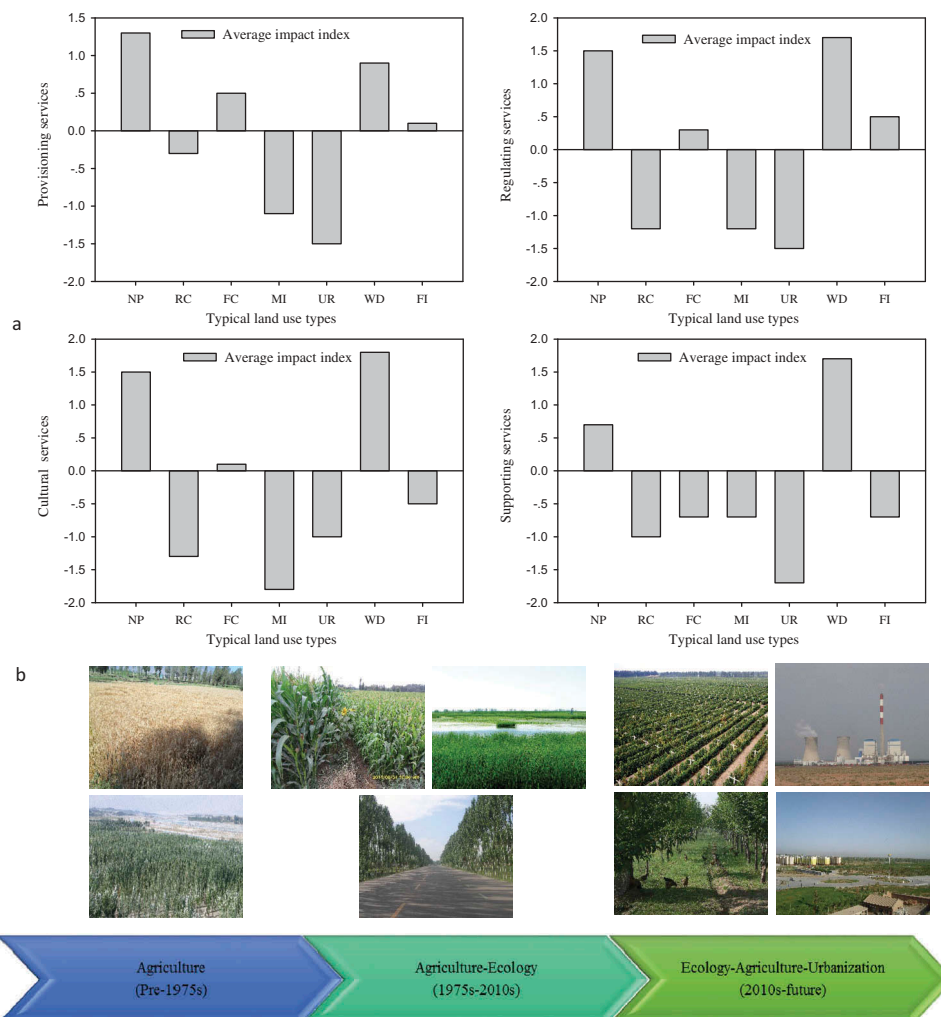 1.5
1.0
.5
0.0
-.5
-1.0
-1.5
-2.0
Provisioning services
Average impact index
NP RC FC MI UR WD FI
Typical land use types
2.0
1.5
1.0
.5
0.0
-.5
-1.0
-1.5
-2.0
Regulating services
Average impact index
NP RC FC MI UR WD FI
Typical land use types
a
2.0
1.5
1.0
.5
0.0
-.5
-1.0
-1.5
-2.0
Cultural services
Average impact index
NP RC FC MI UR WD FI
Typical land use types
2.0
1.5
1.0
.5
0.0
-.5
-1.0
-1.5
-2.0
Supporting services
Average impact index
NP RC FC MI UR WD FI
Typical land use types
b
Agriculture
(Pre-1975s)
Agriculture-Ecology
(1975s-2010s)
Ecology-Agriculture-Urbanization
(2010s-future)